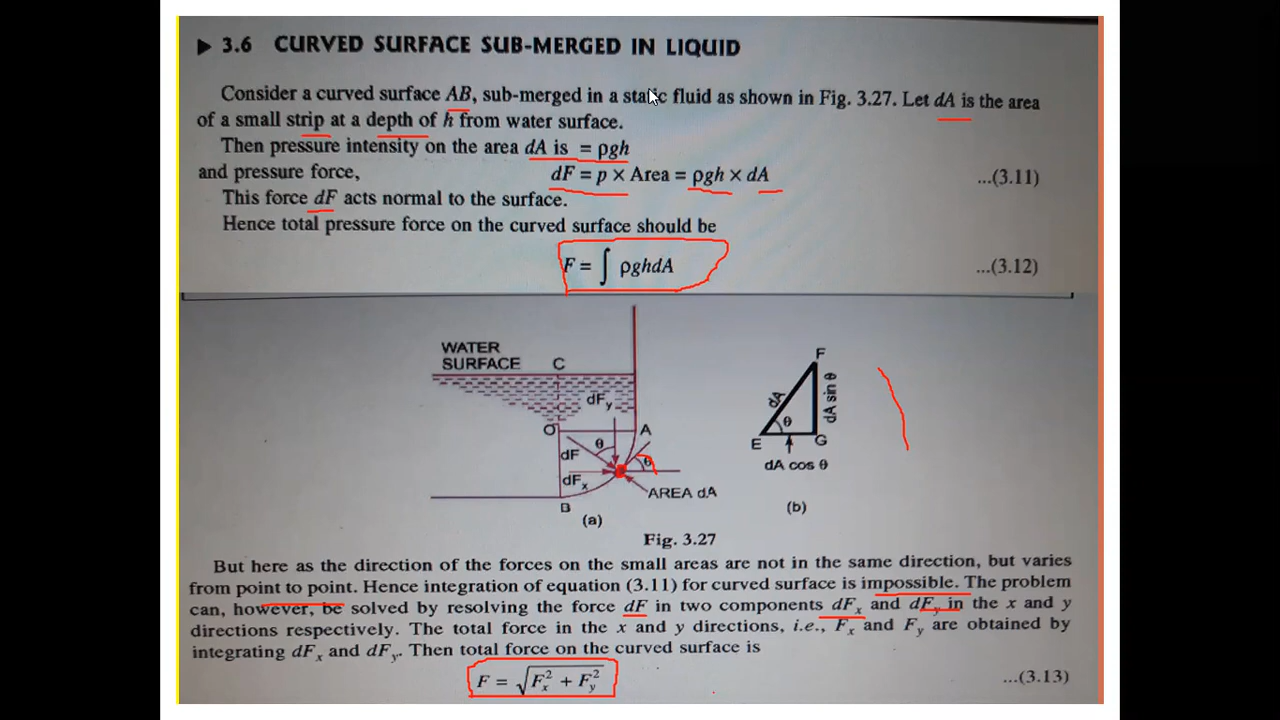 ▶ 3.6 CURVED SURFACE SUB-MERGED IN LIQUID
Consider a curved surface AB, sub-merged in a static fluid as shown in Fig. 3.27. Let dA is the area
of a small strip at a depth of h from water surface.
Then pressure intensity on the area dA is = ρgh
and pressure force, dF = p × Area = ρgh × dA ...(3.11)
This force dF acts normal to the surface.
Hence total pressure force on the curved surface should be
F = ∫ ρghdA ...(3.12)
WATER
SURFACE C
dFy
O A
θ
dF
θ
dFx
AREA dA
B
(a)
F
dA
dA sin θ
θ
E G
dA cos θ
(b)
Fig. 3.27
But here as the direction of the forces on the small areas are not in the same direction, but varies
from point to point. Hence integration of equation (3.11) for curved surface is impossible. The problem
can, however, be solved by resolving the force dF in two components dFx and dFy in the x and y
directions respectively. The total force in the x and y directions, i.e., Fx and Fy are obtained by
integrating dFx and dFy. Then total force on the curved surface is
F = √Fx² + Fy² ...(3.13)